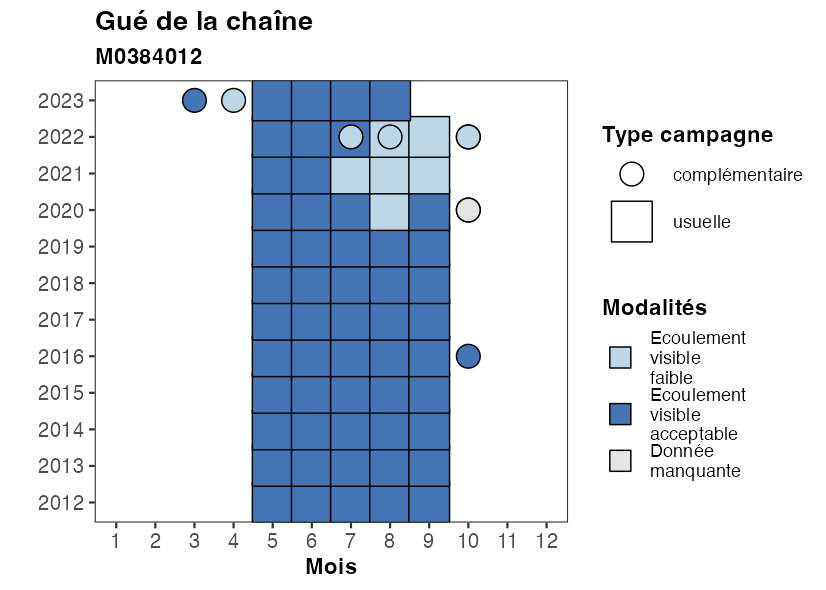 Gué de la chaîne
M0384012
2023
2022
2021
2020
2019
2018
2017
2016
2015
2014
2013
2012
1 2 3 4 5 6 7 8 9 10 11 12
Mois
Type campagne
complémentaire
usuelle
Modalités
Ecoulement
visible
faible
Ecoulement
visible
acceptable
Donnée
manquante